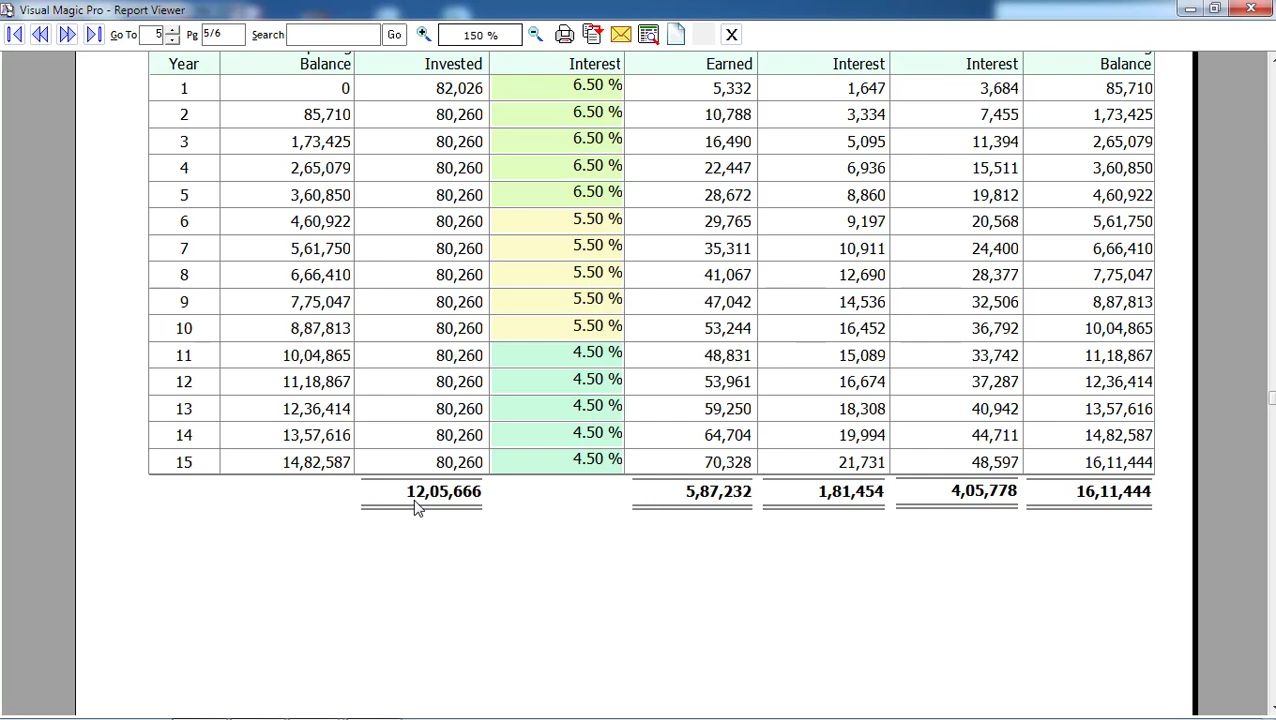 Visual Magic Pro - Report Viewer
Go To 5 Pg 5/6 Search Go 150 % X
Year Balance Invested Interest Earned Interest Interest Balance
1 0 82,026 6.50 % 5,332 1,647 3,684 85,710
2 85,710 80,260 6.50 % 10,788 3,334 7,455 1,73,425
3 1,73,425 80,260 6.50 % 16,490 5,095 11,394 2,65,079
4 2,65,079 80,260 6.50 % 22,447 6,936 15,511 3,60,850
5 3,60,850 80,260 6.50 % 28,672 8,860 19,812 4,60,922
6 4,60,922 80,260 5.50 % 29,765 9,197 20,568 5,61,750
7 5,61,750 80,260 5.50 % 35,311 10,911 24,400 6,66,410
8 6,66,410 80,260 5.50 % 41,067 12,690 28,377 7,75,047
9 7,75,047 80,260 5.50 % 47,042 14,536 32,506 8,87,813
10 8,87,813 80,260 5.50 % 53,244 16,452 36,792 10,04,865
11 10,04,865 80,260 4.50 % 48,831 15,089 33,742 11,18,867
12 11,18,867 80,260 4.50 % 53,961 16,674 37,287 12,36,414
13 12,36,414 80,260 4.50 % 59,250 18,308 40,942 13,57,616
14 13,57,616 80,260 4.50 % 64,704 19,994 44,711 14,82,587
15 14,82,587 80,260 4.50 % 70,328 21,731 48,597 16,11,444
12,05,666 5,87,232 1,81,454 4,05,778 16,11,444